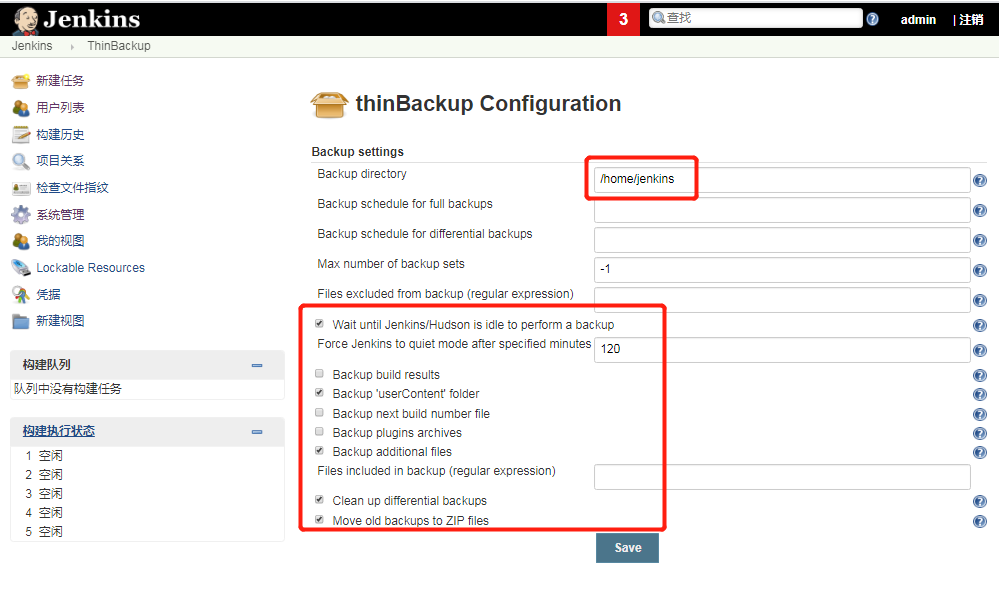 Jenkins
3
查找
admin
| 注销
Jenkins
ThinBackup
新建任务
用户列表
构建历史
项目关系
检查文件指纹
系统管理
我的视图
Lockable Resources
凭据
新建视图
构建队列
队列中没有构建任务
构建执行状态
1 空闲
2 空闲
3 空闲
4 空闲
5 空闲
thinBackup Configuration
Backup settings
Backup directory
/home/jenkins
Backup schedule for full backups
Backup schedule for differential backups
Max number of backup sets
-1
Files excluded from backup (regular expression)
Wait until Jenkins/Hudson is idle to perform a backup
Force Jenkins to quiet mode after specified minutes
120
Backup build results
Backup 'userContent' folder
Backup next build number file
Backup plugins archives
Backup additional files
Files included in backup (regular expression)
Clean up differential backups
Move old backups to ZIP files
Save